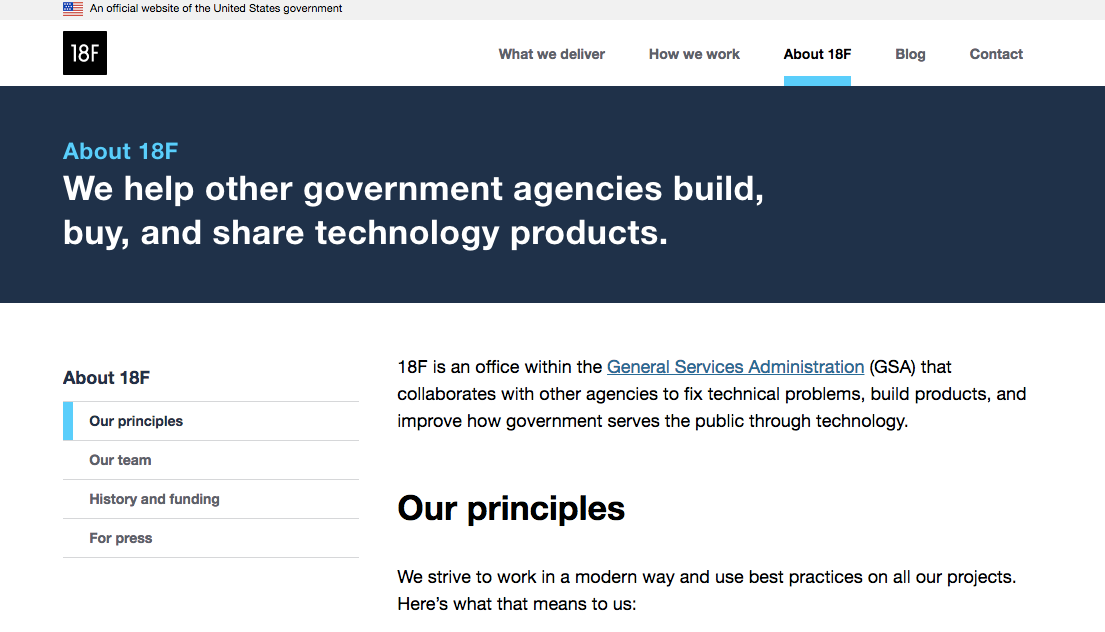 An official website of the United States government
18F
What we deliver
How we work
About 18F
Blog
Contact
About 18F
We help other government agencies build,
buy, and share technology products.
About 18F
Our principles
Our team
History and funding
For press
18F is an office within the General Services Administration (GSA) that
collaborates with other agencies to fix technical problems, build products, and
improve how government serves the public through technology.
Our principles
We strive to work in a modern way and use best practices on all our projects.
Here’s what that means to us: